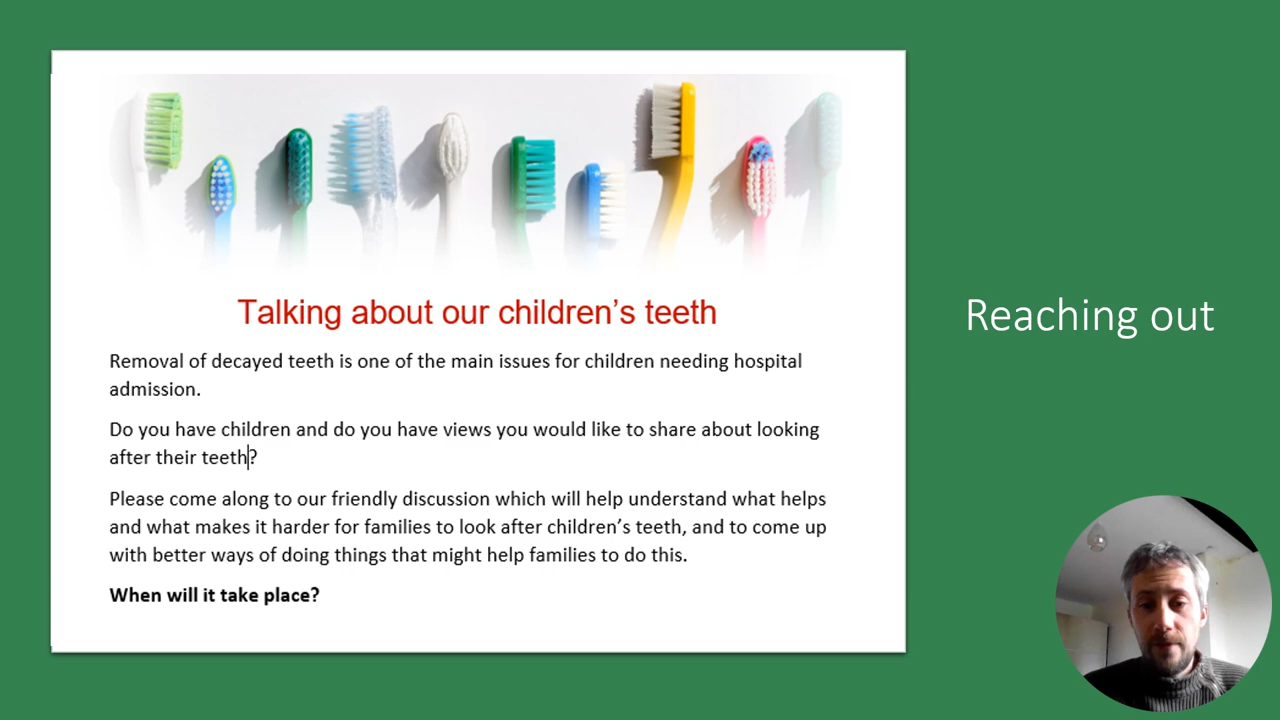 Talking about our children’s teeth
Removal of decayed teeth is one of the main issues for children needing hospital
admission.
Do you have children and do you have views you would like to share about looking
after their teeth?
Please come along to our friendly discussion which will help understand what helps
and what makes it harder for families to look after children’s teeth, and to come up
with better ways of doing things that might help families to do this.
When will it take place?
Reaching out